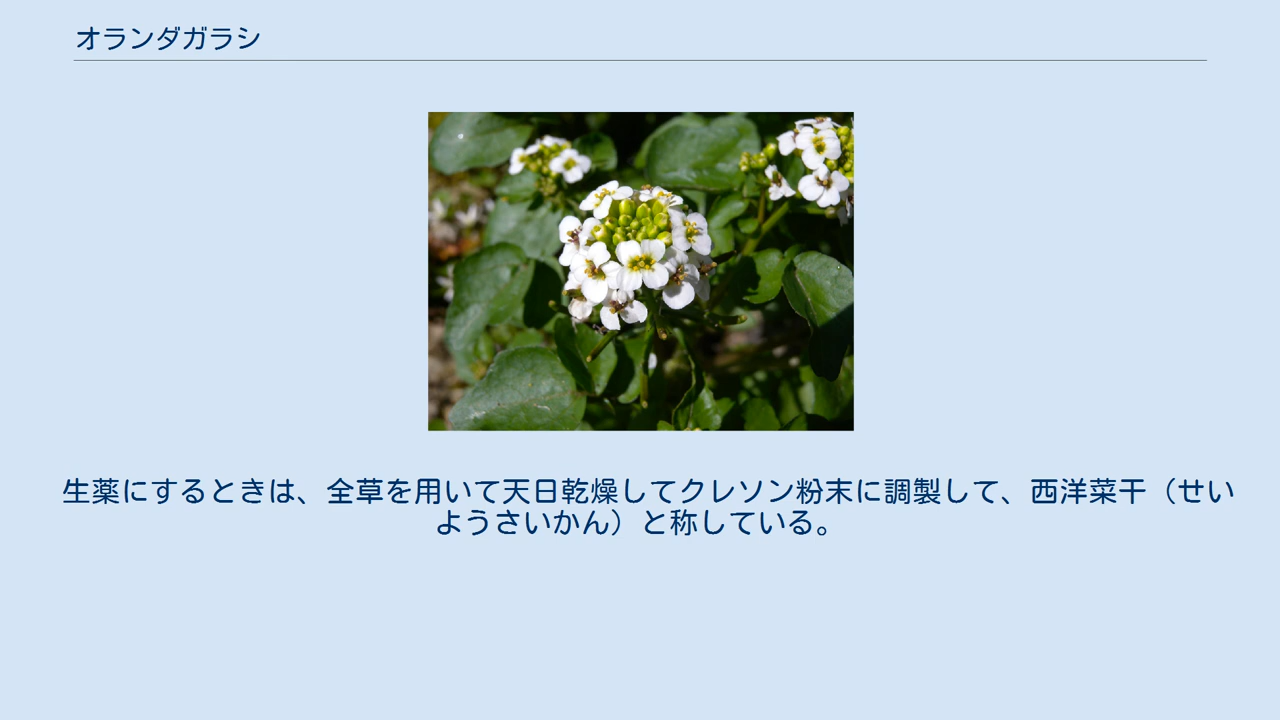 オランダガラシ
生薬にするときは、全草を用いて天日乾燥してクレソン粉末に調製して、西洋菜干（せい
ようさいかん）と称している。